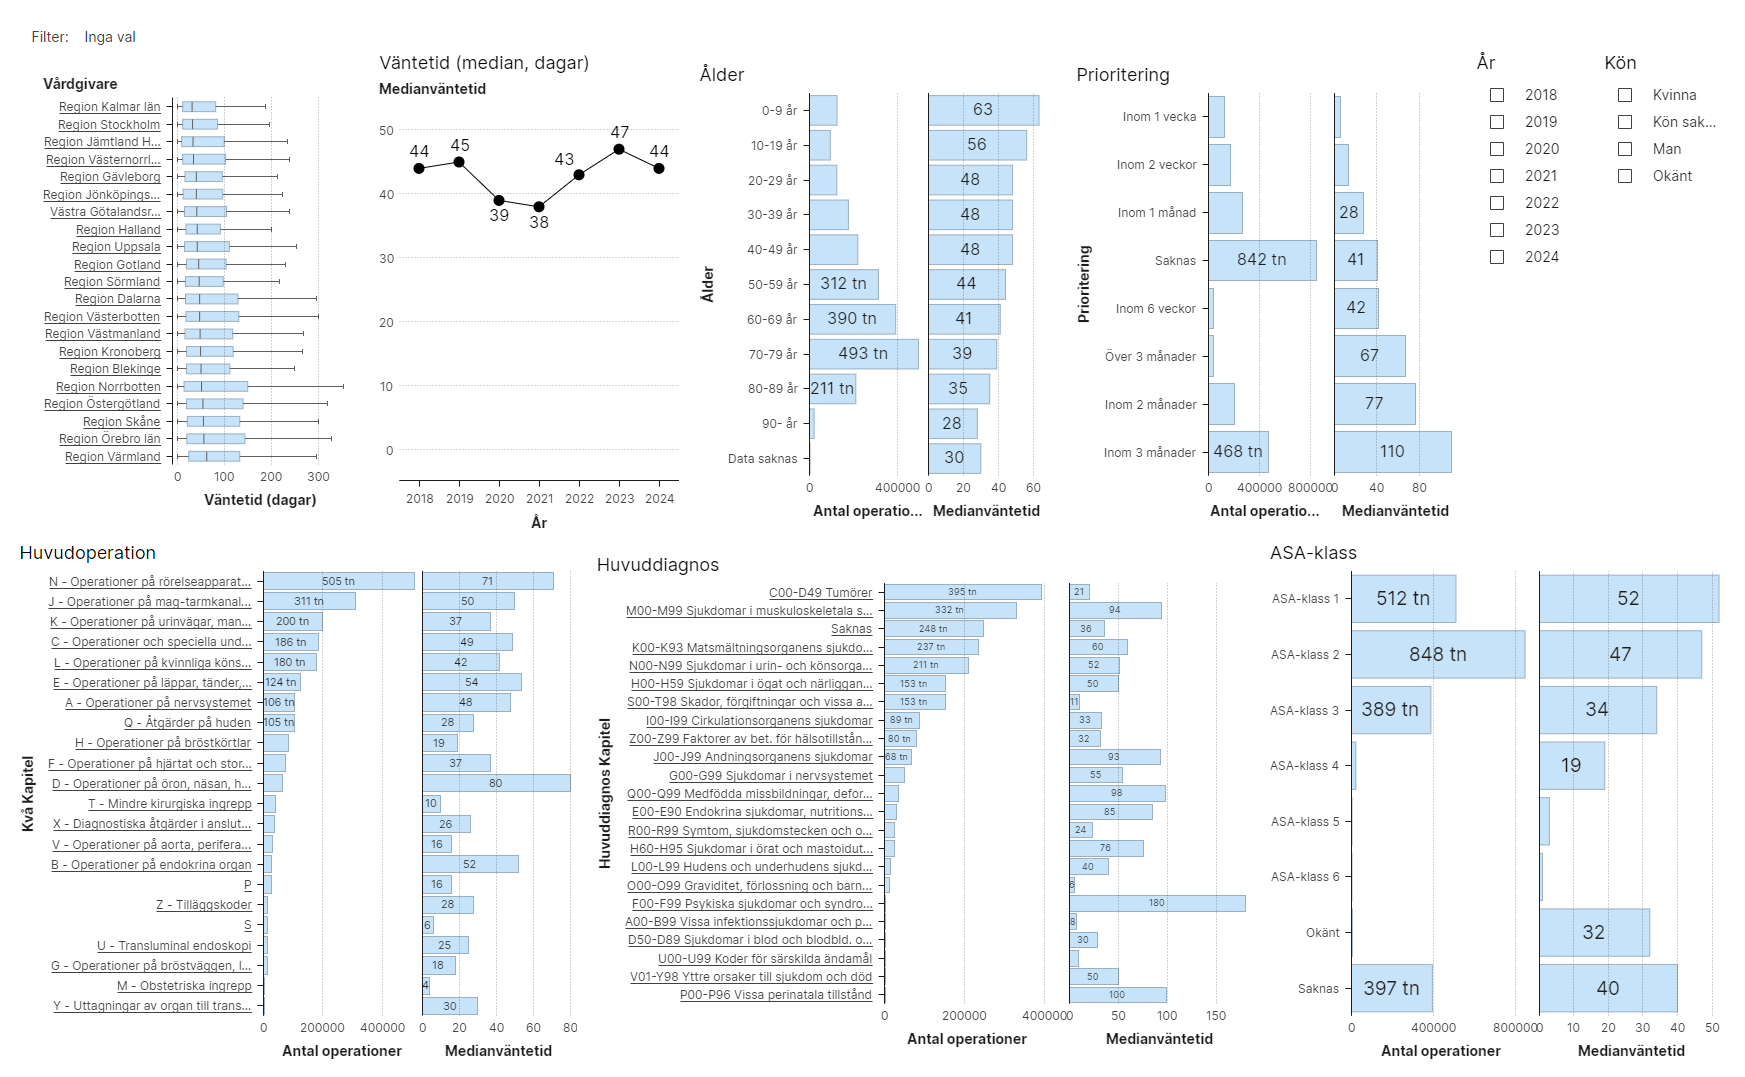 Filter: Inga val
Vårdgivare
Region Kalmar län
Region Stockholm
Region Jämtland H...
Region Västernorrl...
Region Gävleborg
Region Jönköpings...
Västra Götalandsr...
Region Halland
Region Uppsala
Region Gotland
Region Sörmland
Region Dalarna
Region Västerbotten
Region Västmanland
Region Kronoberg
Region Blekinge
Region Norrbotten
Region Östergötland
Region Skåne
Region Örebro län
Region Värmland
0 100 200 300
Väntetid (dagar)
Väntetid (median, dagar)
Medianväntetid
50
40
30
20
10
0
44 45 39 38 43 47 44
2018 2019 2020 2021 2022 2023 2024
År
Ålder
Ålder
0-9 år 63
10-19 år 56
20-29 år 48
30-39 år 48
40-49 år 48
50-59 år 312 tn 44
60-69 år 390 tn 41
70-79 år 493 tn 39
80-89 år 211 tn 35
90- år 28
Data saknas 30
0 400000 0 20 40 60
Antal operatio... Medianväntetid
Prioritering
Prioritering
Inom 1 vecka
Inom 2 veckor
Inom 1 månad 28
Saknas 842 tn 41
Inom 6 veckor 42
Över 3 månader 67
Inom 2 månader 77
Inom 3 månader 468 tn 110
0 400000 800000 0 40 80
Antal operatio... Medianväntetid
År
2018
2019
2020
2021
2022
2023
2024
Kön
Kvinna
Kön sak...
Man
Okänt
Huvudoperation
Kvå Kapitel
N - Operationer på rörelseapparat... 505 tn 71
J - Operationer på mag-tarmkanal... 311 tn 50
K - Operationer på urinvägar, man... 200 tn 37
C - Operationer och speciella und... 186 tn 49
L - Operationer på kvinnliga köns... 180 tn 42
E - Operationer på läppar, tänder,... 124 tn 54
A - Operationer på nervsystemet 106 tn 48
Q - Åtgärder på huden 105 tn 28
H - Operationer på bröstkörtlar 19
F - Operationer på hjärtat och stor... 37
D - Operationer på öron, näsan, h... 80
T - Mindre kirurgiska ingrepp 10
X - Diagnostiska åtgärder i anslut... 26
V - Operationer på aorta, perifera... 16
B - Operationer på endokrina organ 52
P 16
Z - Tilläggskoder 28
S 6
U - Transluminal endoskopi 25
G - Operationer på bröstväggen, l... 18
M - Obstetriska ingrepp 4
Y - Uttagningar av organ till trans... 30
0 200000 400000 0 20 40 60 80
Antal operationer Medianväntetid
Huvuddiagnos
Huvuddiagnos Kapitel
C00-D49 Tumörer 395 tn 21
M00-M99 Sjukdomar i muskuloskeletala s... 332 tn 94
Saknas 248 tn 36
K00-K93 Matsmältningsorganens sjukdo... 237 tn 60
N00-N99 Sjukdomar i urin- och könsorga... 211 tn 52
H00-H59 Sjukdomar i ögat och närliggan... 153 tn 50
S00-T98 Skador, förgiftningar och vissa a... 153 tn 11
I00-I99 Cirkulationsorganens sjukdomar 89 tn 33
Z00-Z99 Faktorer av bet. för hälsotillstån... 80 tn 32
J00-J99 Andningsorganens sjukdomar 68 tn 93
G00-G99 Sjukdomar i nervsystemet 55
Q00-Q99 Medfödda missbildningar, defor... 98
E00-E90 Endokrina sjukdomar, nutritions... 85
R00-R99 Symtom, sjukdomstecken och o... 24
H60-H95 Sjukdomar i örat och mastoidut... 76
L00-L99 Hudens och underhudens sjukd... 40
O00-O99 Graviditet, förlossning och barn... 6
F00-F99 Psykiska sjukdomar och syndro... 180
A00-B99 Vissa infektionssjukdomar och p... 8
D50-D89 Sjukdomar i blod och blodbld. o... 30
U00-U99 Koder för särskilda ändamål
V01-Y98 Yttre orsaker till sjukdom och död 50
P00-P96 Vissa perinatala tillstånd 100
0 200000 400000 0 50 100 150
Antal operationer Medianväntetid
ASA-klass
ASA-klass 1 512 tn 52
ASA-klass 2 848 tn 47
ASA-klass 3 389 tn 34
ASA-klass 4 19
ASA-klass 5
ASA-klass 6
Okänt 32
Saknas 397 tn 40
0 400000 800000 0 10 20 30 40 50
Antal operationer Medianväntetid